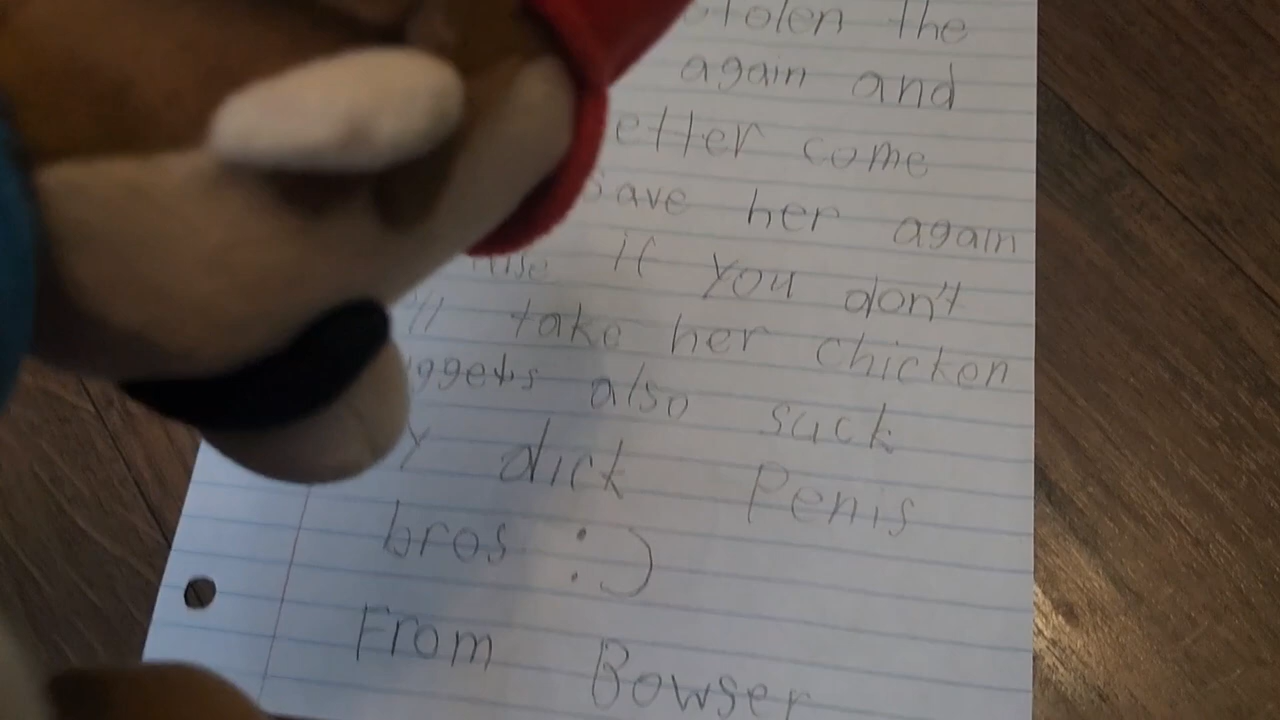 stolen the
again and
etter come
save her again
if you don't
take her chicken
uggets also suck
y dick Penis
bros :)
From Bowser